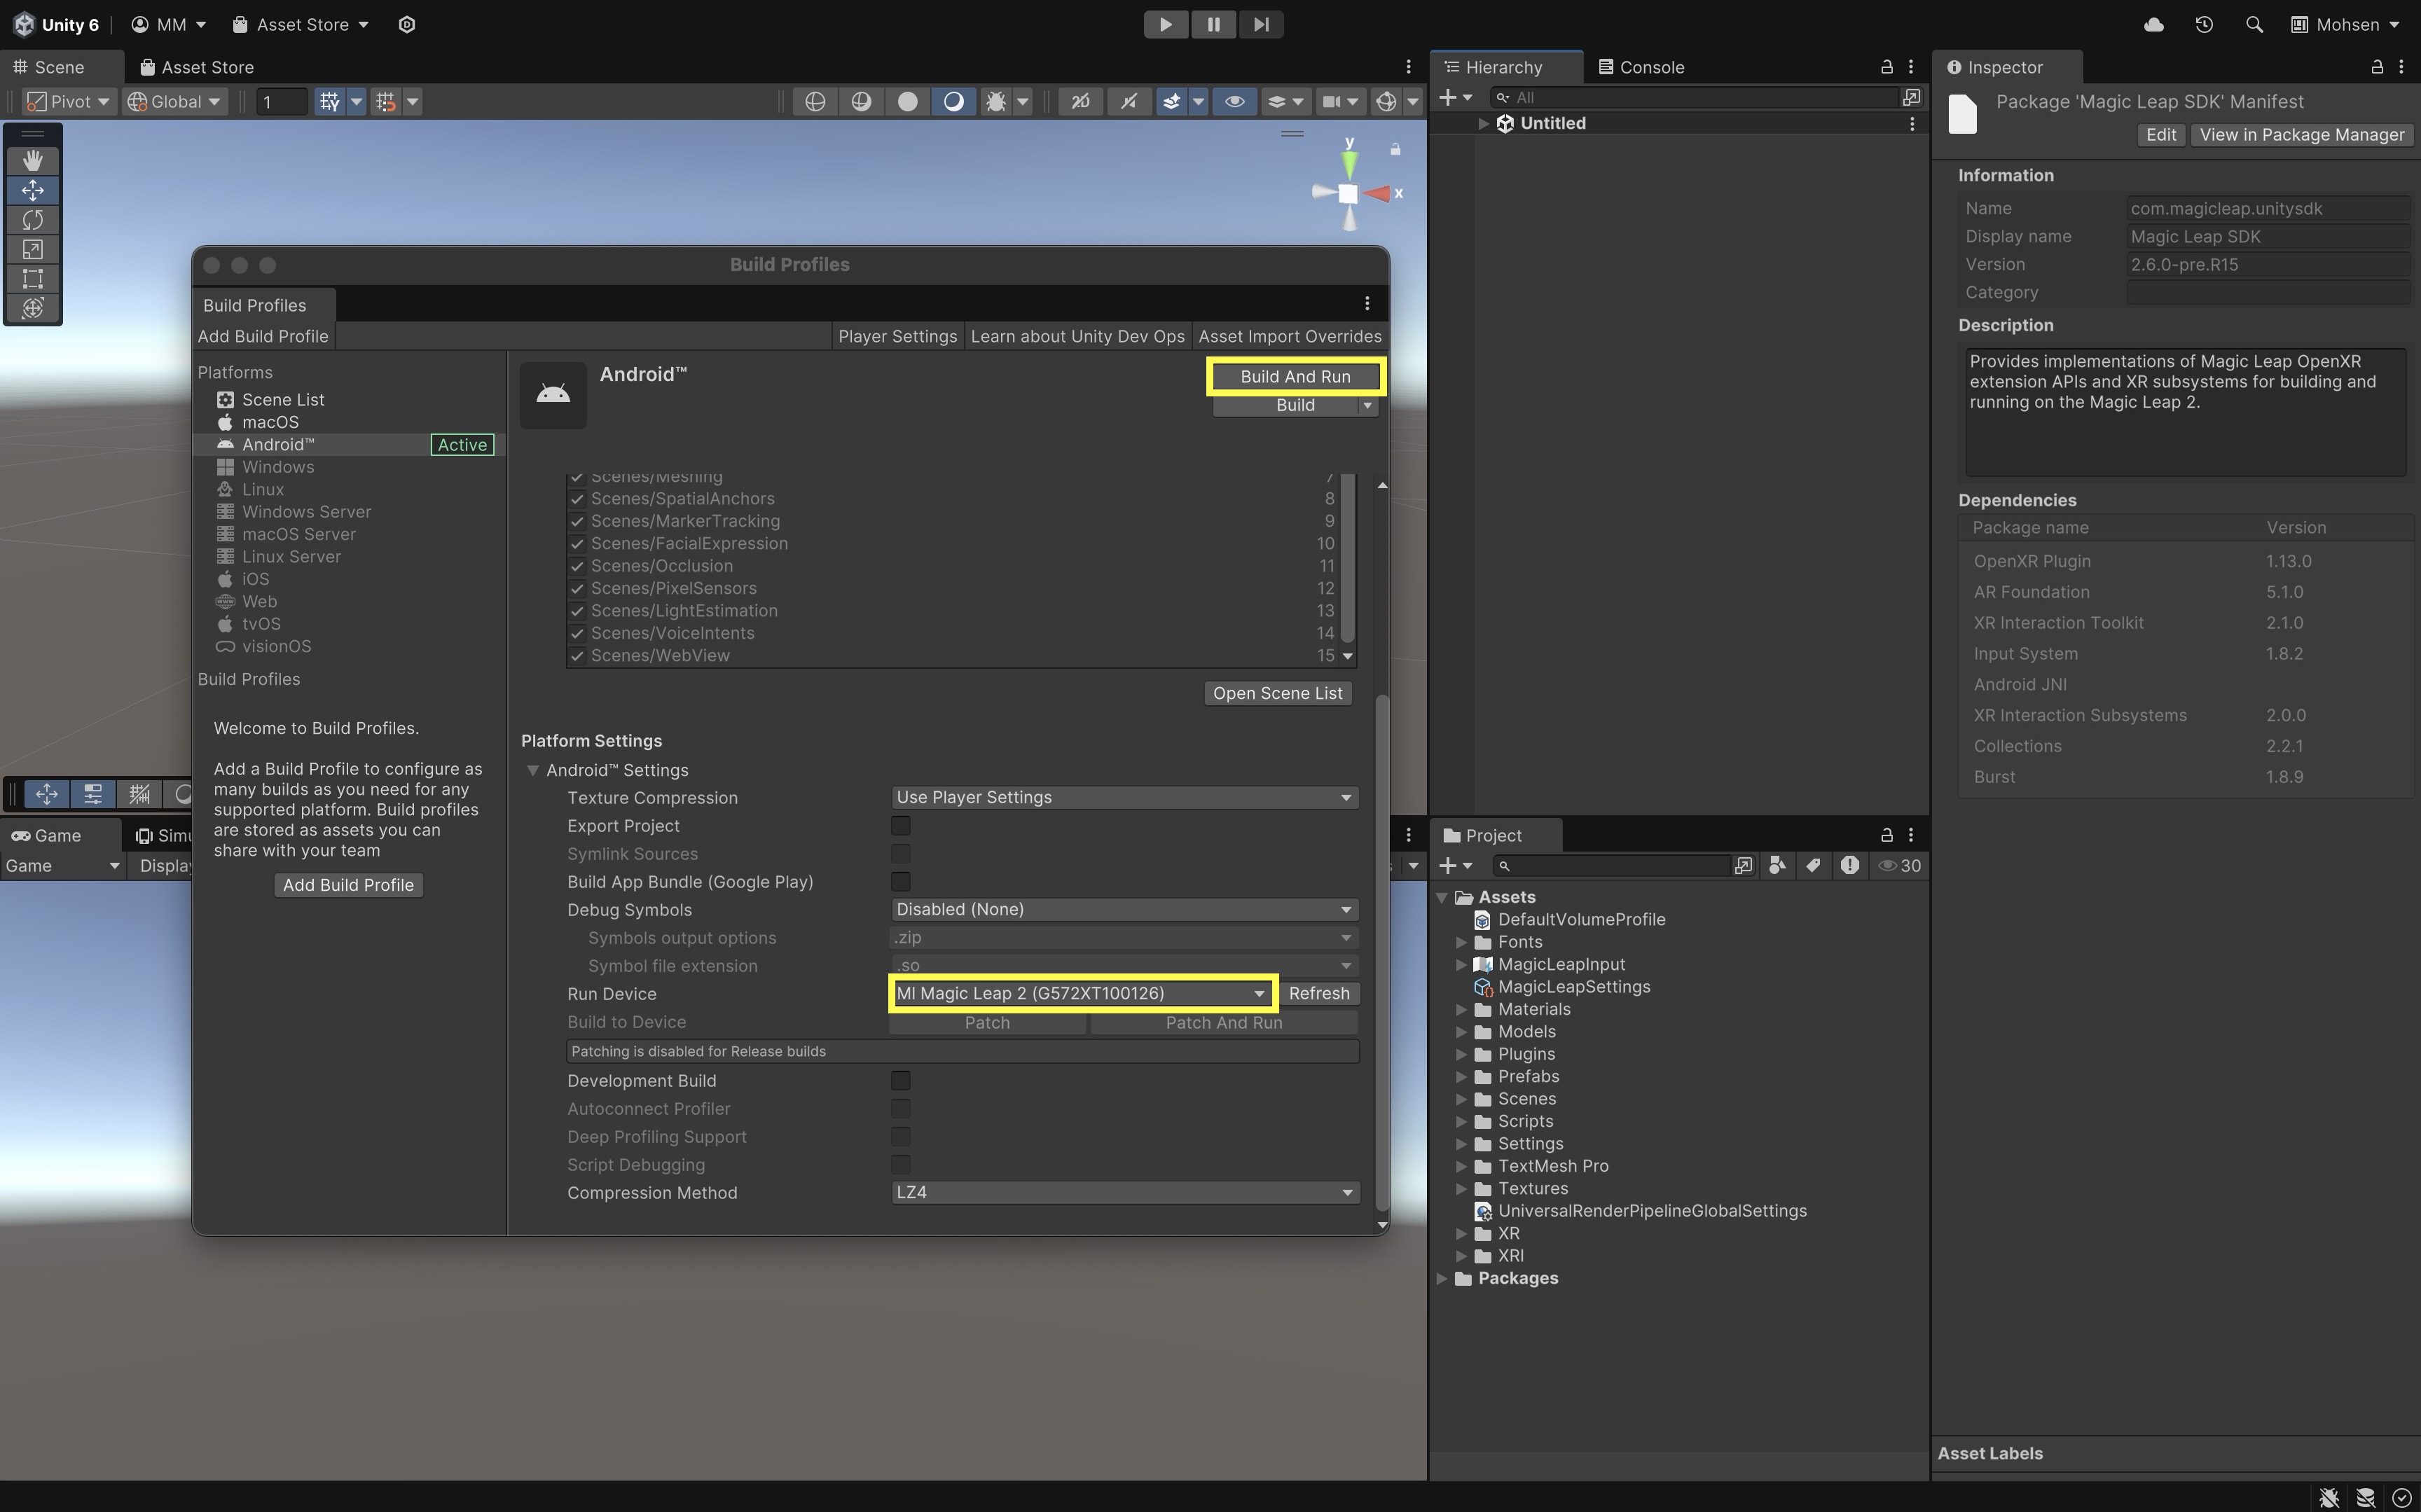 Unity 6
MM
Asset Store
Mohsen
Scene
Asset Store
Pivot
Global
1
2D
y
x
Build Profiles
Build Profiles
Add Build Profile
Player Settings
Learn about Unity Dev Ops
Asset Import Overrides
Platforms
Scene List
macOS
Android™
Active
Windows
Linux
Windows Server
macOS Server
Linux Server
iOS
Web
tvOS
visionOS
Build Profiles
Welcome to Build Profiles.
Add a Build Profile to configure as
many builds as you need for any
supported platform. Build profiles
are stored as assets you can
share with your team
Add Build Profile
Android™
Build And Run
Build
Scenes/Meshing 7
Scenes/SpatialAnchors 8
Scenes/MarkerTracking 9
Scenes/FacialExpression 10
Scenes/Occlusion 11
Scenes/PixelSensors 12
Scenes/LightEstimation 13
Scenes/VoiceIntents 14
Scenes/WebView 15
Open Scene List
Platform Settings
Android™ Settings
Texture Compression Use Player Settings
Export Project
Symlink Sources
Build App Bundle (Google Play)
Debug Symbols Disabled (None)
Symbols output options .zip
Symbol file extension .so
Run Device Ml Magic Leap 2 (G572XT100126) Refresh
Build to Device Patch Patch And Run
Patching is disabled for Release builds
Development Build
Autoconnect Profiler
Deep Profiling Support
Script Debugging
Compression Method LZ4
Game
Simu
Game
Display
Hierarchy
Console
All
Untitled
Project
30
Assets
DefaultVolumeProfile
Fonts
MagicLeapInput
MagicLeapSettings
Materials
Models
Plugins
Prefabs
Scenes
Scripts
Settings
TextMesh Pro
Textures
UniversalRenderPipelineGlobalSettings
XR
XRI
Packages
Inspector
Package 'Magic Leap SDK' Manifest
Edit
View in Package Manager
Information
Name com.magicleap.unitysdk
Display name Magic Leap SDK
Version 2.6.0-pre.R15
Category
Description
Provides implementations of Magic Leap OpenXR
extension APIs and XR subsystems for building and
running on the Magic Leap 2.
Dependencies
Package name Version
OpenXR Plugin 1.13.0
AR Foundation 5.1.0
XR Interaction Toolkit 2.1.0
Input System 1.8.2
Android JNI
XR Interaction Subsystems 2.0.0
Collections 2.2.1
Burst 1.8.9
Asset Labels